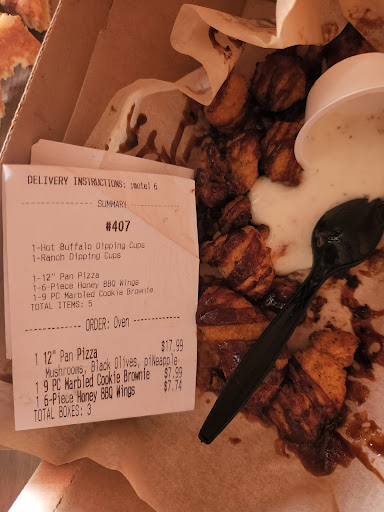 DELIVERY INSTRUCTIONS: ;motel 6
SUMMARY
#407
1-Hot Buffalo Dipping Cups
1-Ranch Dipping Cups
1-12" Pan Pizza
1-6-Piece Honey BBQ Wings
1-9 PC Marbled Cookie Brownie
TOTAL ITEMS: 5
ORDER: Oven
1 12" Pan Pizza $17.99
Mushrooms, Black Olives, piNeapple
1 9 PC Marbled Cookie Brownie $7.99
1 6-Piece Honey BBQ Wings $7.74
TOTAL BOXES: 3